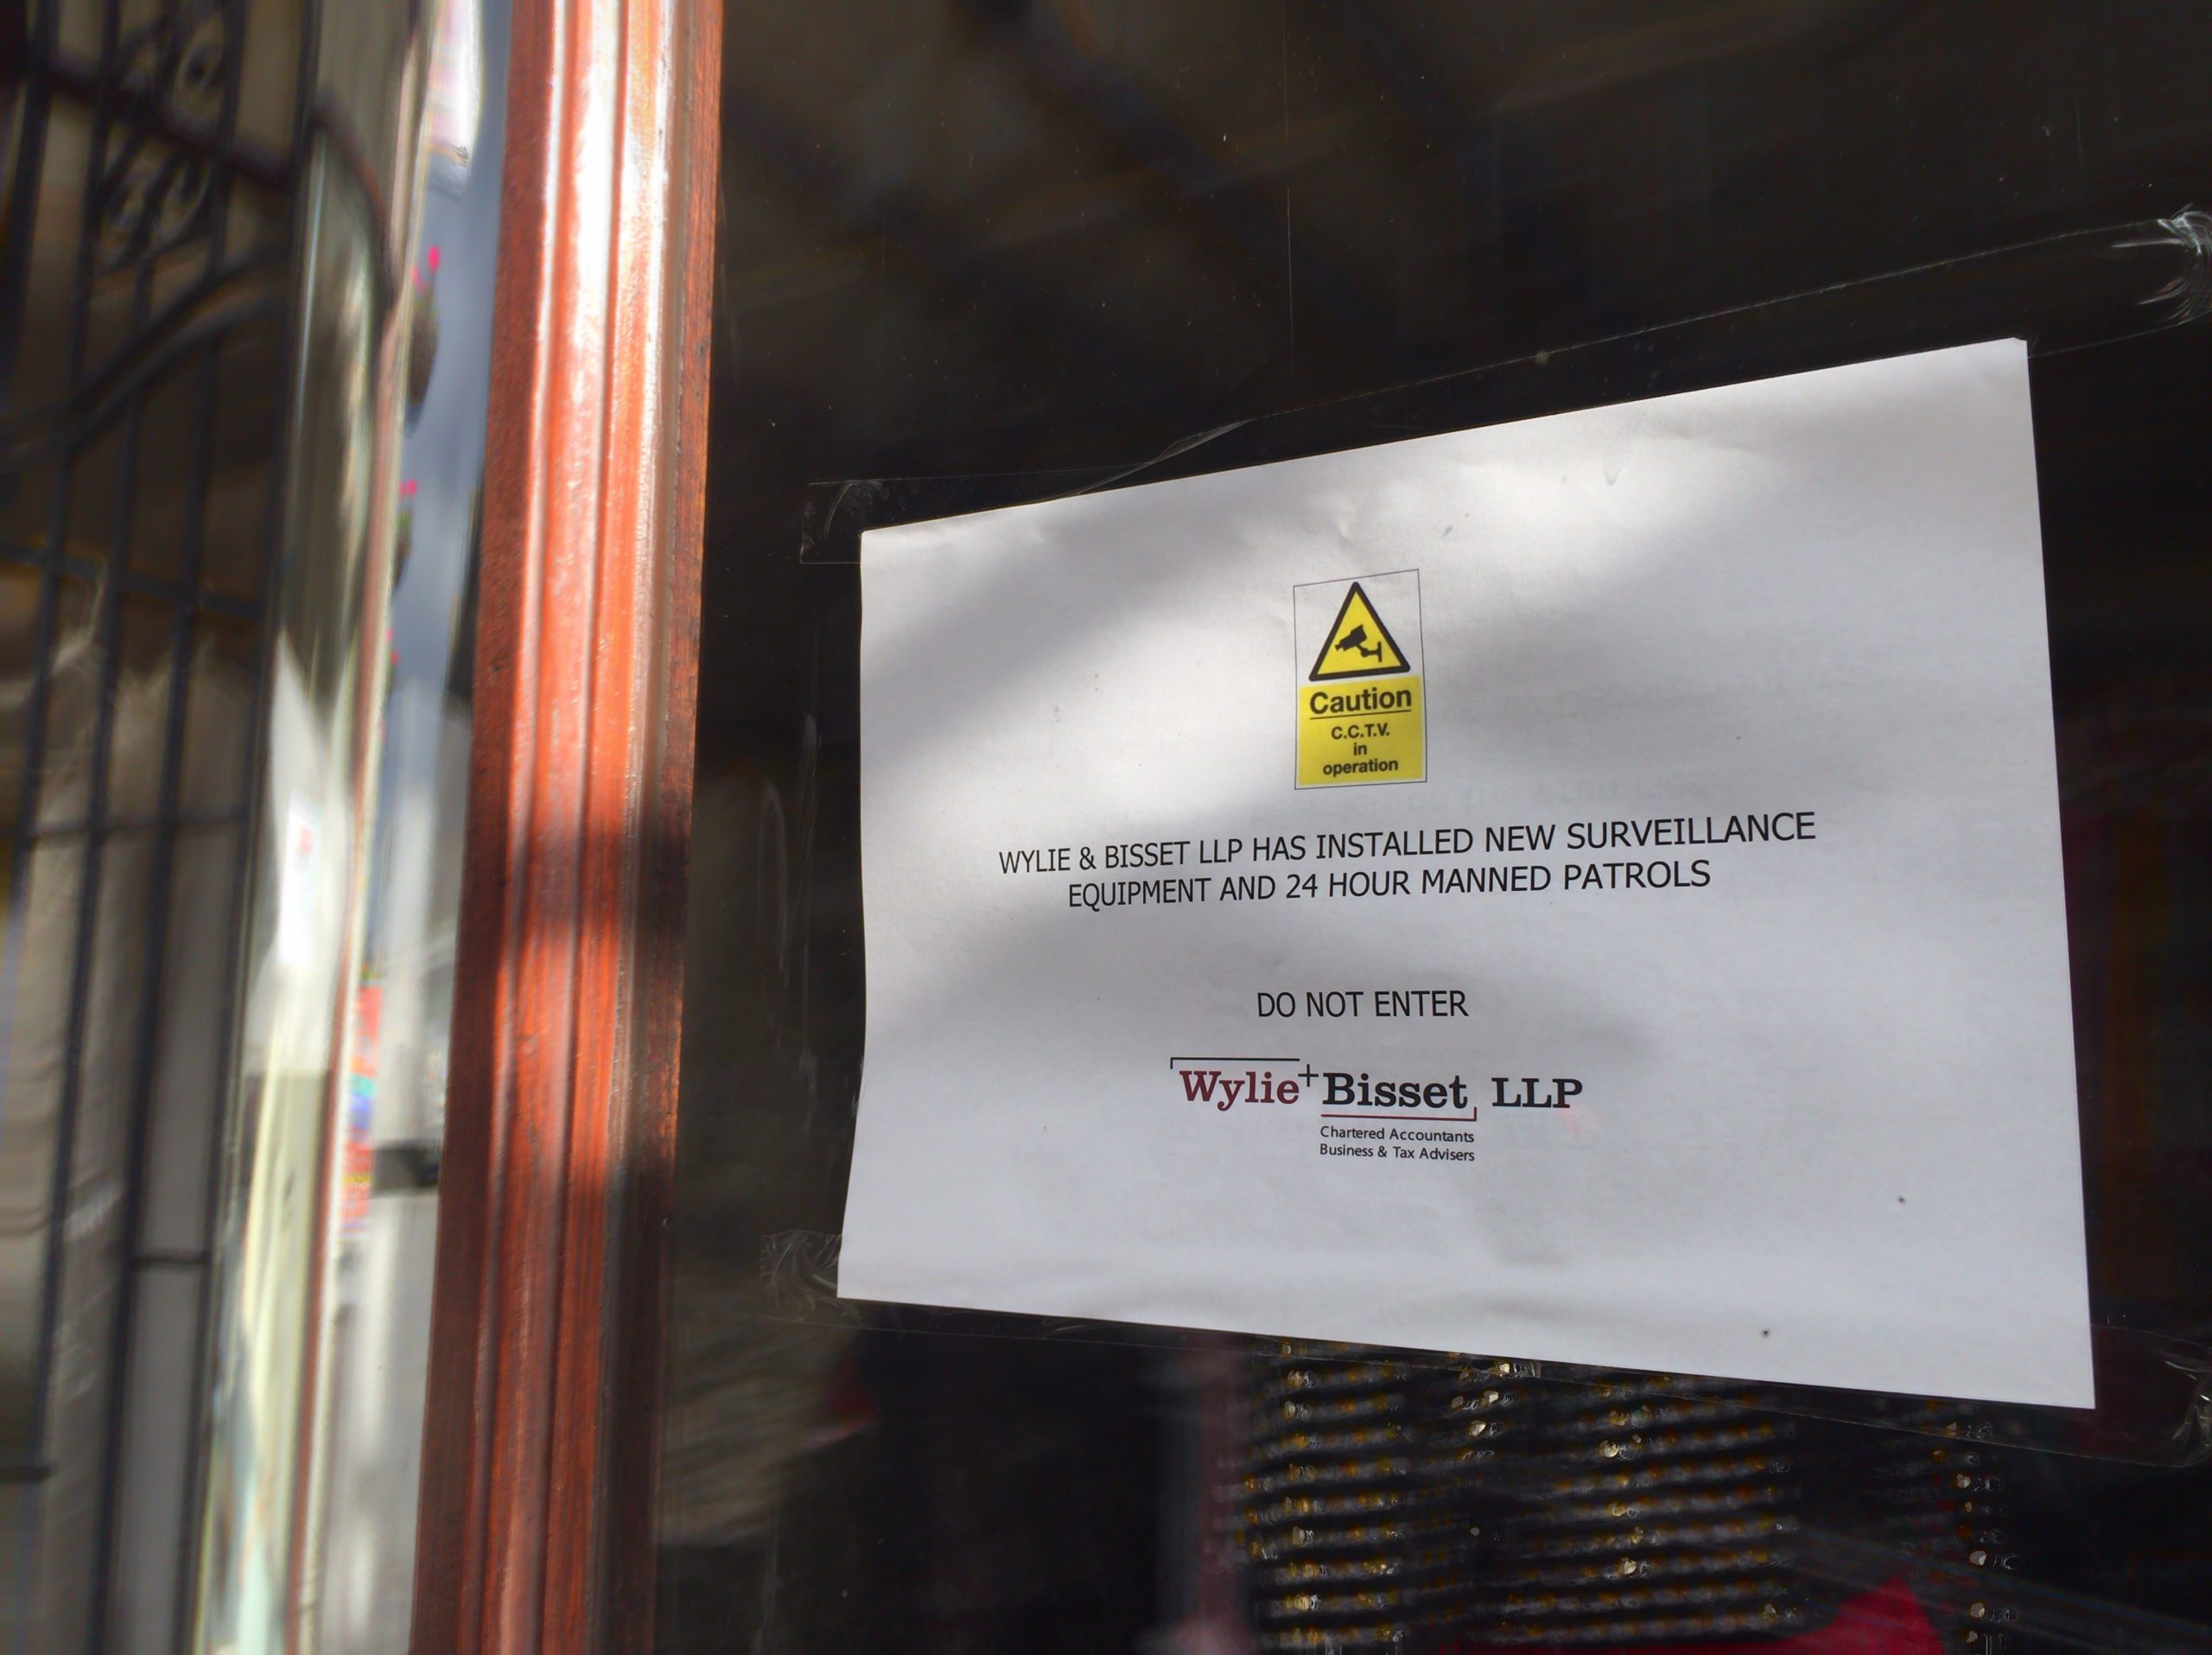 Caution
C.C.T.V.
in
operation
WYLIE & BISSET LLP HAS INSTALLED NEW SURVEILLANCE
EQUIPMENT AND 24 HOUR MANNED PATROLS
DO NOT ENTER
Wylie+Bisset LLP
Chartered Accountants
Business & Tax Advisers